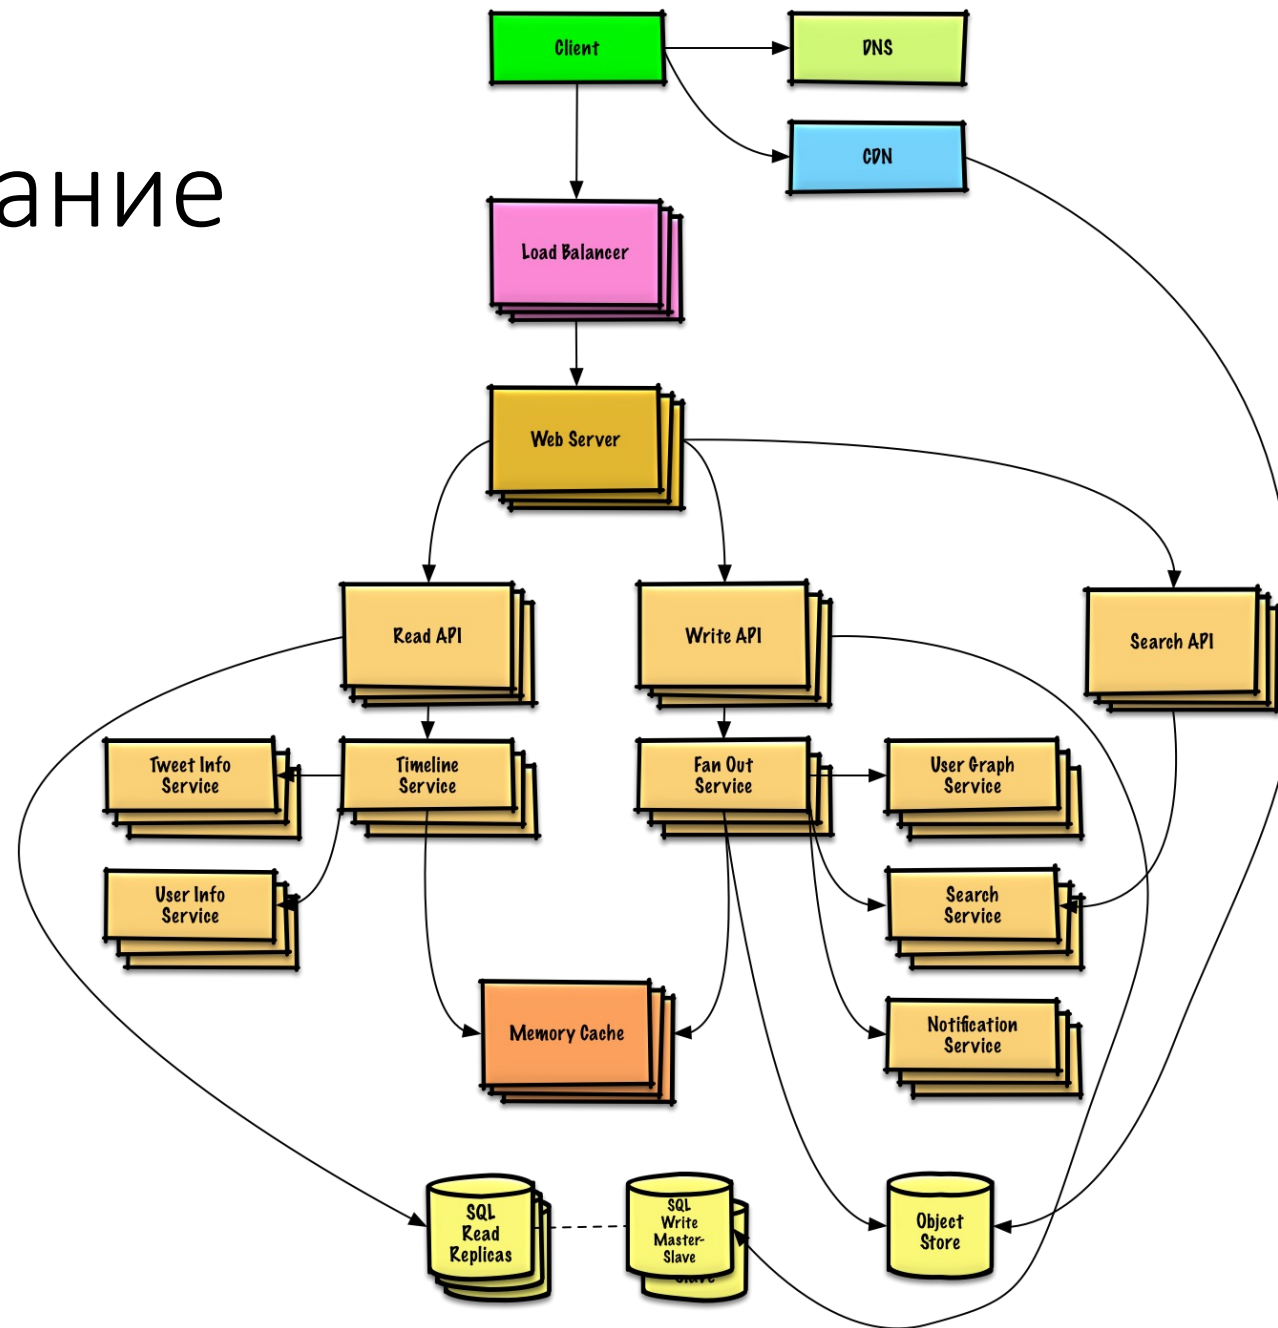 Client
DNS
CDN
ание
Load Balancer
Web Server
Read API
Write API
Search API
Tweet Info
Service
Timeline
Service
Fan Out
Service
User Graph
Service
User Info
Service
Search
Service
Memory Cache
Notification
Service
SQL
Read
Replicas
SQL
Write
Master-
Slave
Slave
Object
Store